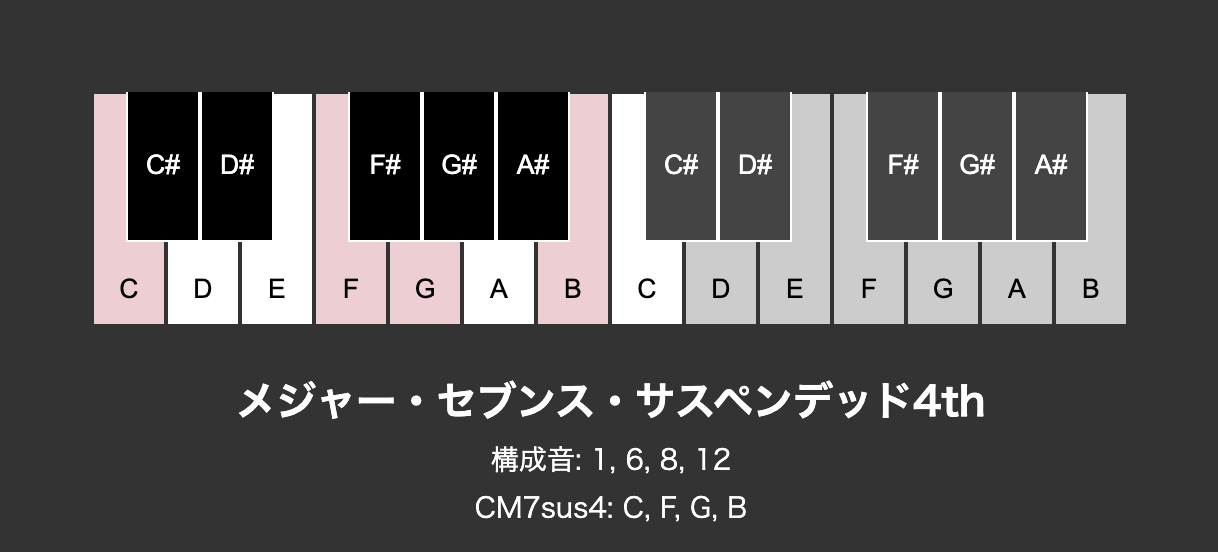 C# D# F# G# A# C# D# F# G# A#
C D E F G A B C D E F G A B
メジャー・セブンス・サスペンデッド4th
構成音: 1, 6, 8, 12
CM7sus4: C, F, G, B